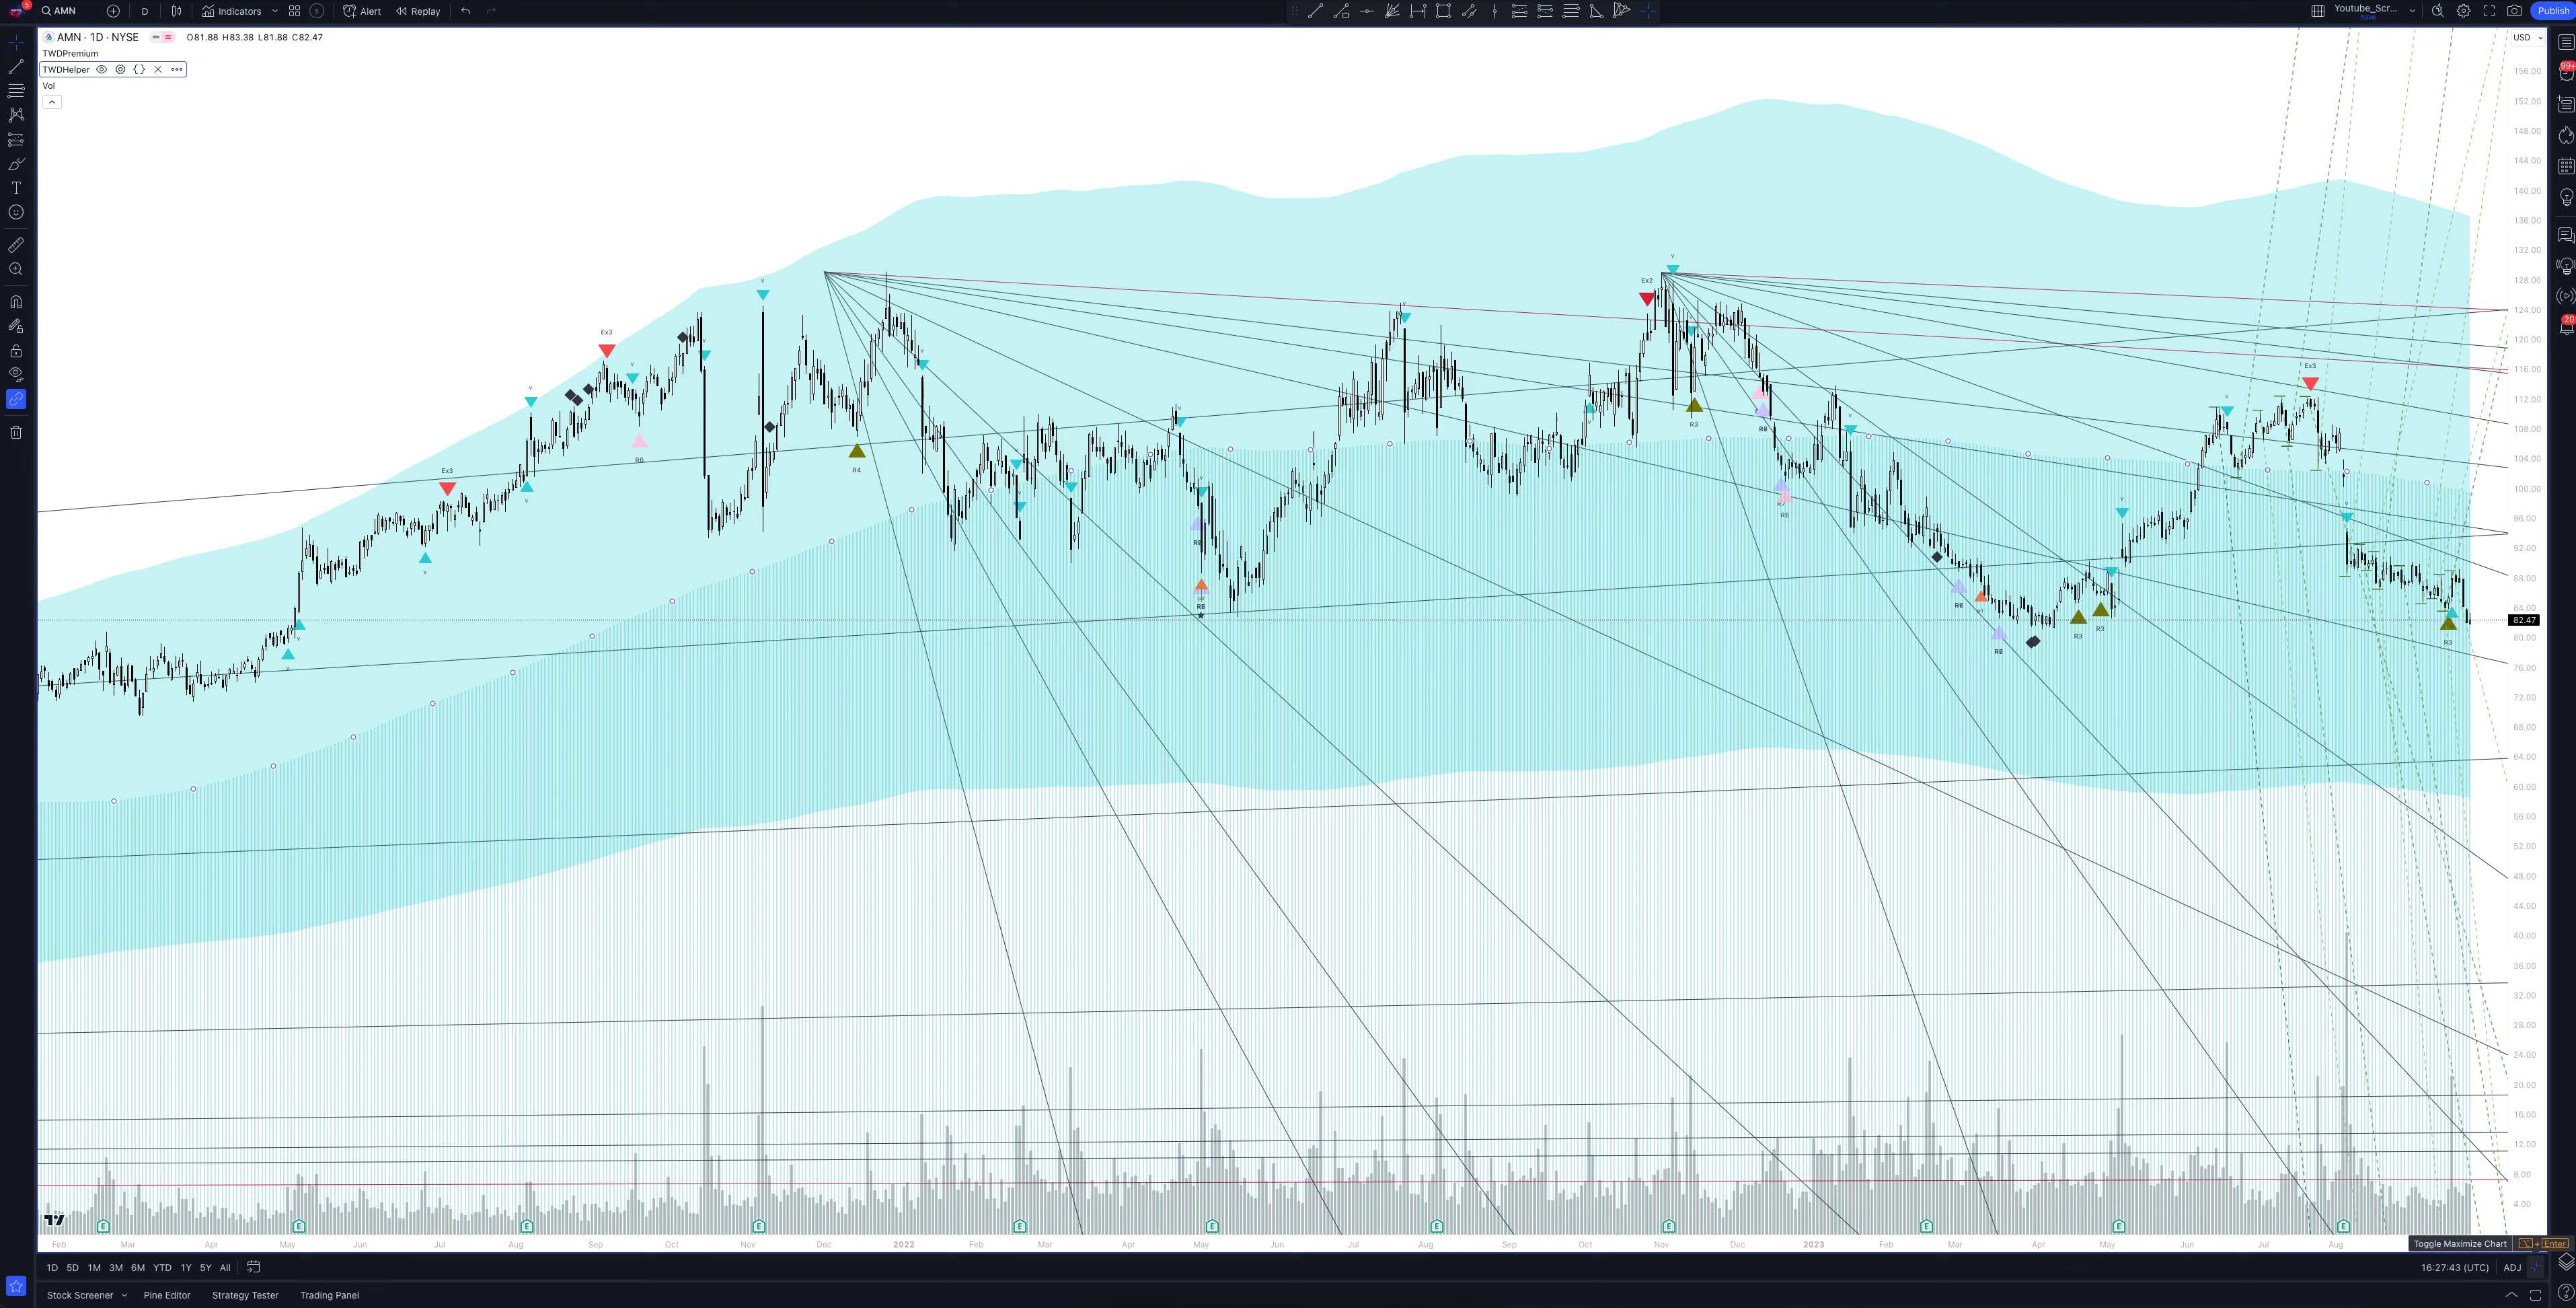 5 AMN D Indicators 5 Alert Replay Youtube_Scr... Save Publish
AMN · 1D · NYSE O81.88 H83.38 L81.88 C82.47 USD
TWDPremium
TWDHelper
Vol
99+
20
156.00
152.00
148.00
144.00
140.00
136.00
132.00
128.00
124.00
120.00
116.00
112.00
108.00
104.00
100.00
96.00
92.00
88.00
84.00
82.47
80.00
76.00
72.00
68.00
64.00
60.00
56.00
52.00
48.00
44.00
40.00
36.00
32.00
28.00
24.00
20.00
16.00
12.00
8.00
4.00
Ex3
Ex3
R6
R4
Ex2
R3
R6
R3
R3
Ex3
R3
E E E E E E E E E E E
Feb Mar Apr May Jun Jul Aug Sep Oct Nov Dec 2022 Feb Mar Apr May Jun Jul Aug Sep Oct Nov Dec 2023 Feb Mar Apr May Jun Jul Aug
Toggle Maximize Chart ⌥ + Enter
1D 5D 1M 3M 6M YTD 1Y 5Y All 16:27:43 (UTC) ADJ
Stock Screener Pine Editor Strategy Tester Trading Panel